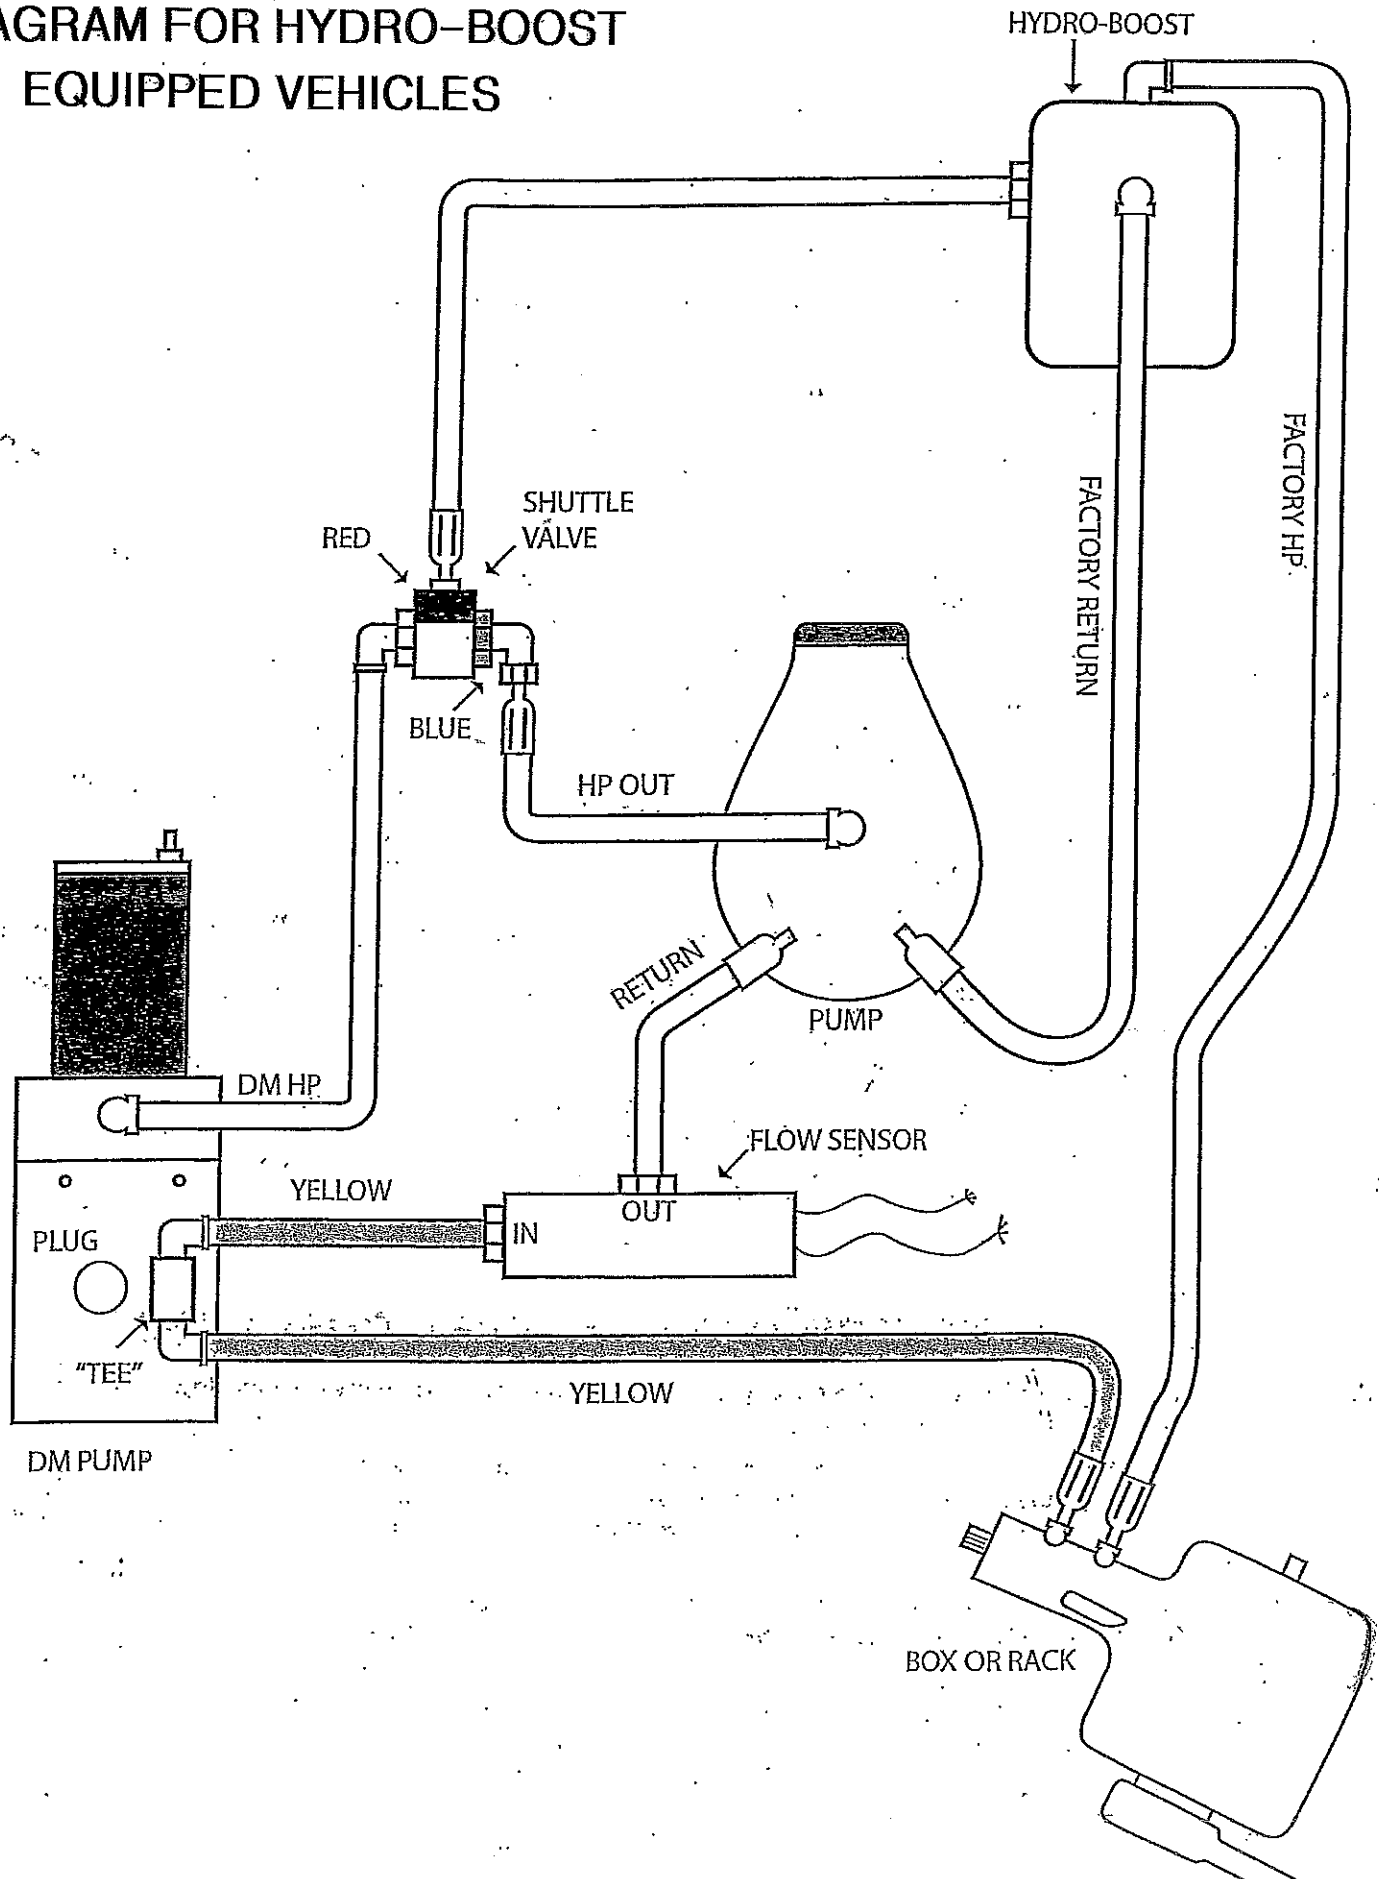 AGRAM FOR HYDRO-BOOST
EQUIPPED VEHICLES
HYDRO-BOOST
FACTORY HP
FACTORY RETURN
SHUTTLE
VALVE
RED
BLUE
HP OUT
RETURN
PUMP
DM HP
FLOW SENSOR
YELLOW
OUT
IN
PLUG
"TEE"
YELLOW
DM PUMP
BOX OR RACK